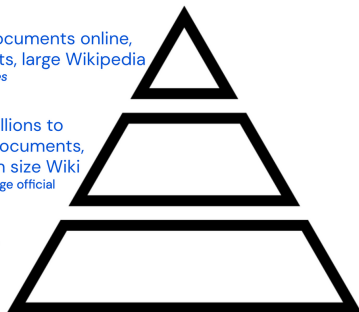 ocuments online,
ts, large Wikipedia
es
llions to
ocuments,
n size Wiki
ge official